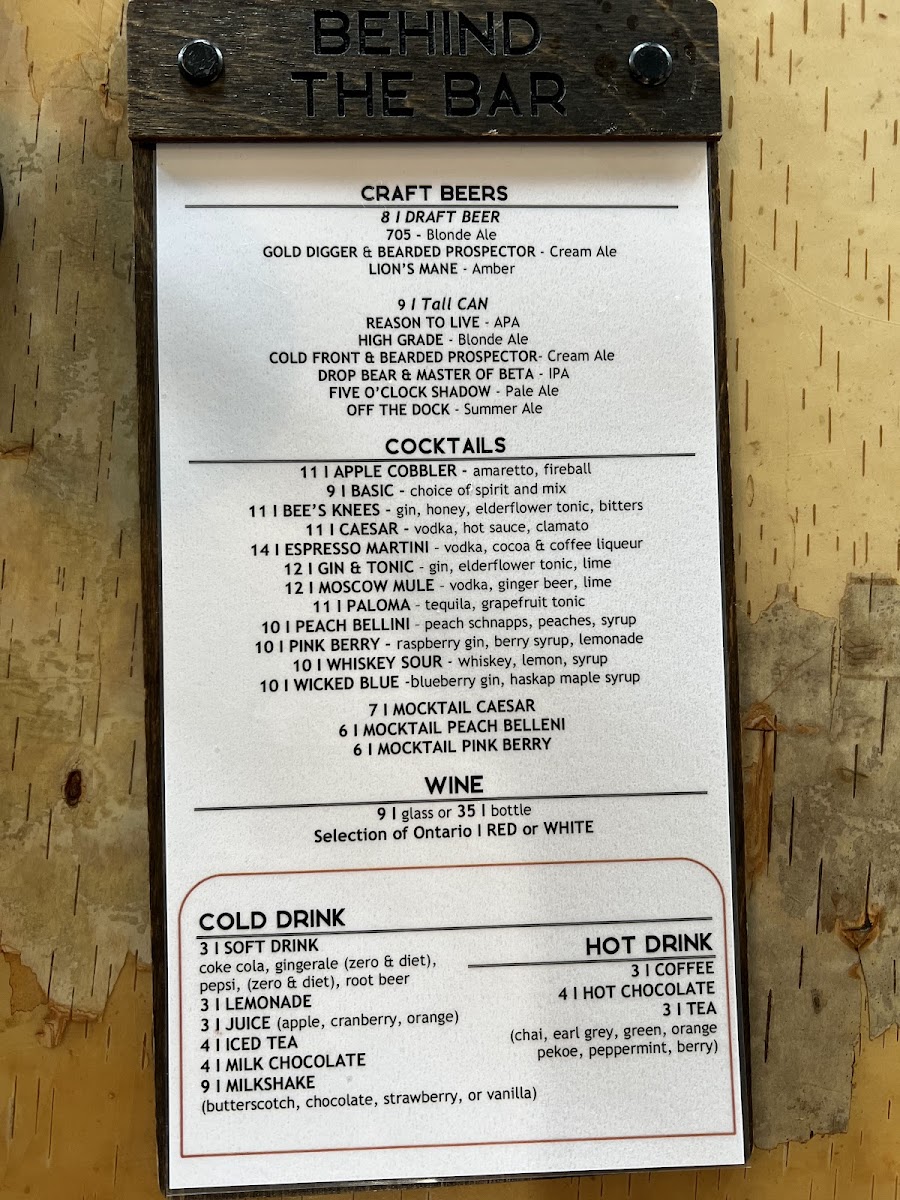 BEHIND
THE BAR
CRAFT BEERS
8 I DRAFT BEER
705 - Blonde Ale
GOLD DIGGER & BEARDED PROSPECTOR - Cream Ale
LION'S MANE - Amber
9 I Tall CAN
REASON TO LIVE - APA
HIGH GRADE - Blonde Ale
COLD FRONT & BEARDED PROSPECTOR- Cream Ale
DROP BEAR & MASTER OF BETA - IPA
FIVE O'CLOCK SHADOW - Pale Ale
OFF THE DOCK - Summer Ale
COCKTAILS
11 I APPLE COBBLER - amaretto, fireball
9 I BASIC - choice of spirit and mix
11 I BEE'S KNEES - gin, honey, elderflower tonic, bitters
11 I CAESAR - vodka, hot sauce, clamato
14 I ESPRESSO MARTINI - vodka, cocoa & coffee liqueur
12 I GIN & TONIC - gin, elderflower tonic, lime
12 I MOSCOW MULE - vodka, ginger beer, lime
11 I PALOMA - tequila, grapefruit tonic
10 I PEACH BELLINI - peach schnapps, peaches, syrup
10 I PINK BERRY - raspberry gin, berry syrup, lemonade
10 I WHISKEY SOUR - whiskey, lemon, syrup
10 I WICKED BLUE -blueberry gin, haskap maple syrup
7 I MOCKTAIL CAESAR
6 I MOCKTAIL PEACH BELLENI
6 I MOCKTAIL PINK BERRY
WINE
9 I glass or 35 I bottle
Selection of Ontario I RED or WHITE
COLD DRINK
3 I SOFT DRINK
coke cola, gingerale (zero & diet),
pepsi, (zero & diet), root beer
3 I LEMONADE
3 I JUICE (apple, cranberry, orange)
4 I ICED TEA
4 I MILK CHOCOLATE
9 I MILKSHAKE
(butterscotch, chocolate, strawberry, or vanilla)
HOT DRINK
3 I COFFEE
4 I HOT CHOCOLATE
3 I TEA
(chai, earl grey, green, orange
pekoe, peppermint, berry)